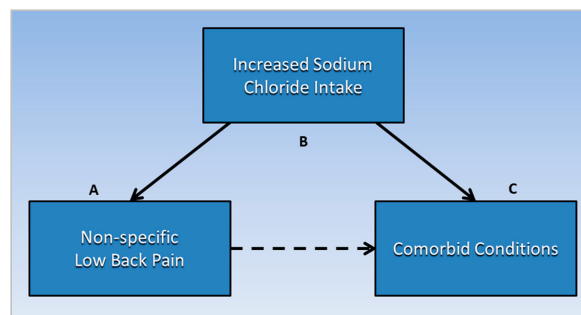 Increased Sodium
Chloride Intake
B
A
C
Non-specific
Low Back Pain
Comorbid Conditions